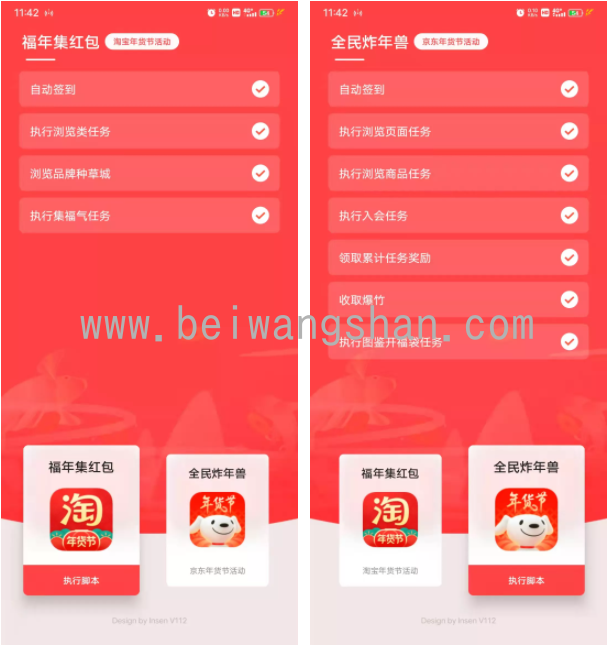 11:42
福年集红包 淘宝年货节活动
自动签到
执行浏览类任务
浏览品牌种草城
执行集福气任务
福年集红包
淘
年货节
执行脚本
全民炸年兽
年货节
京东年货节活动
Design by Insen V112
11:42
全民炸年兽 京东年货节活动
自动签到
执行浏览页面任务
执行浏览商品任务
执行入会任务
领取累计任务奖励
收取爆竹
执行图鉴开福袋任务
福年集红包
淘
年货节
淘宝年货节活动
全民炸年兽
年货节
执行脚本
Design by Insen V112
www.beiwangshan.com